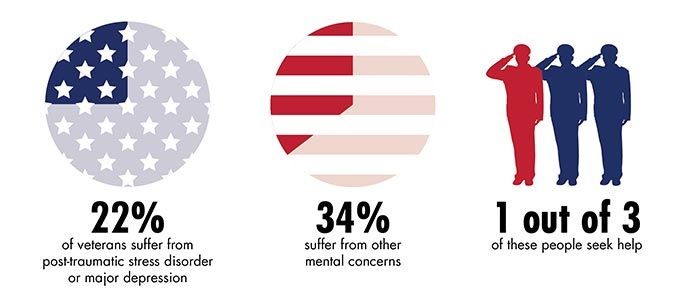 22%
of veterans suffer from
post-traumatic stress disorder
or major depression
34%
suffer from other
mental concerns
1 out of 3
of these people seek help